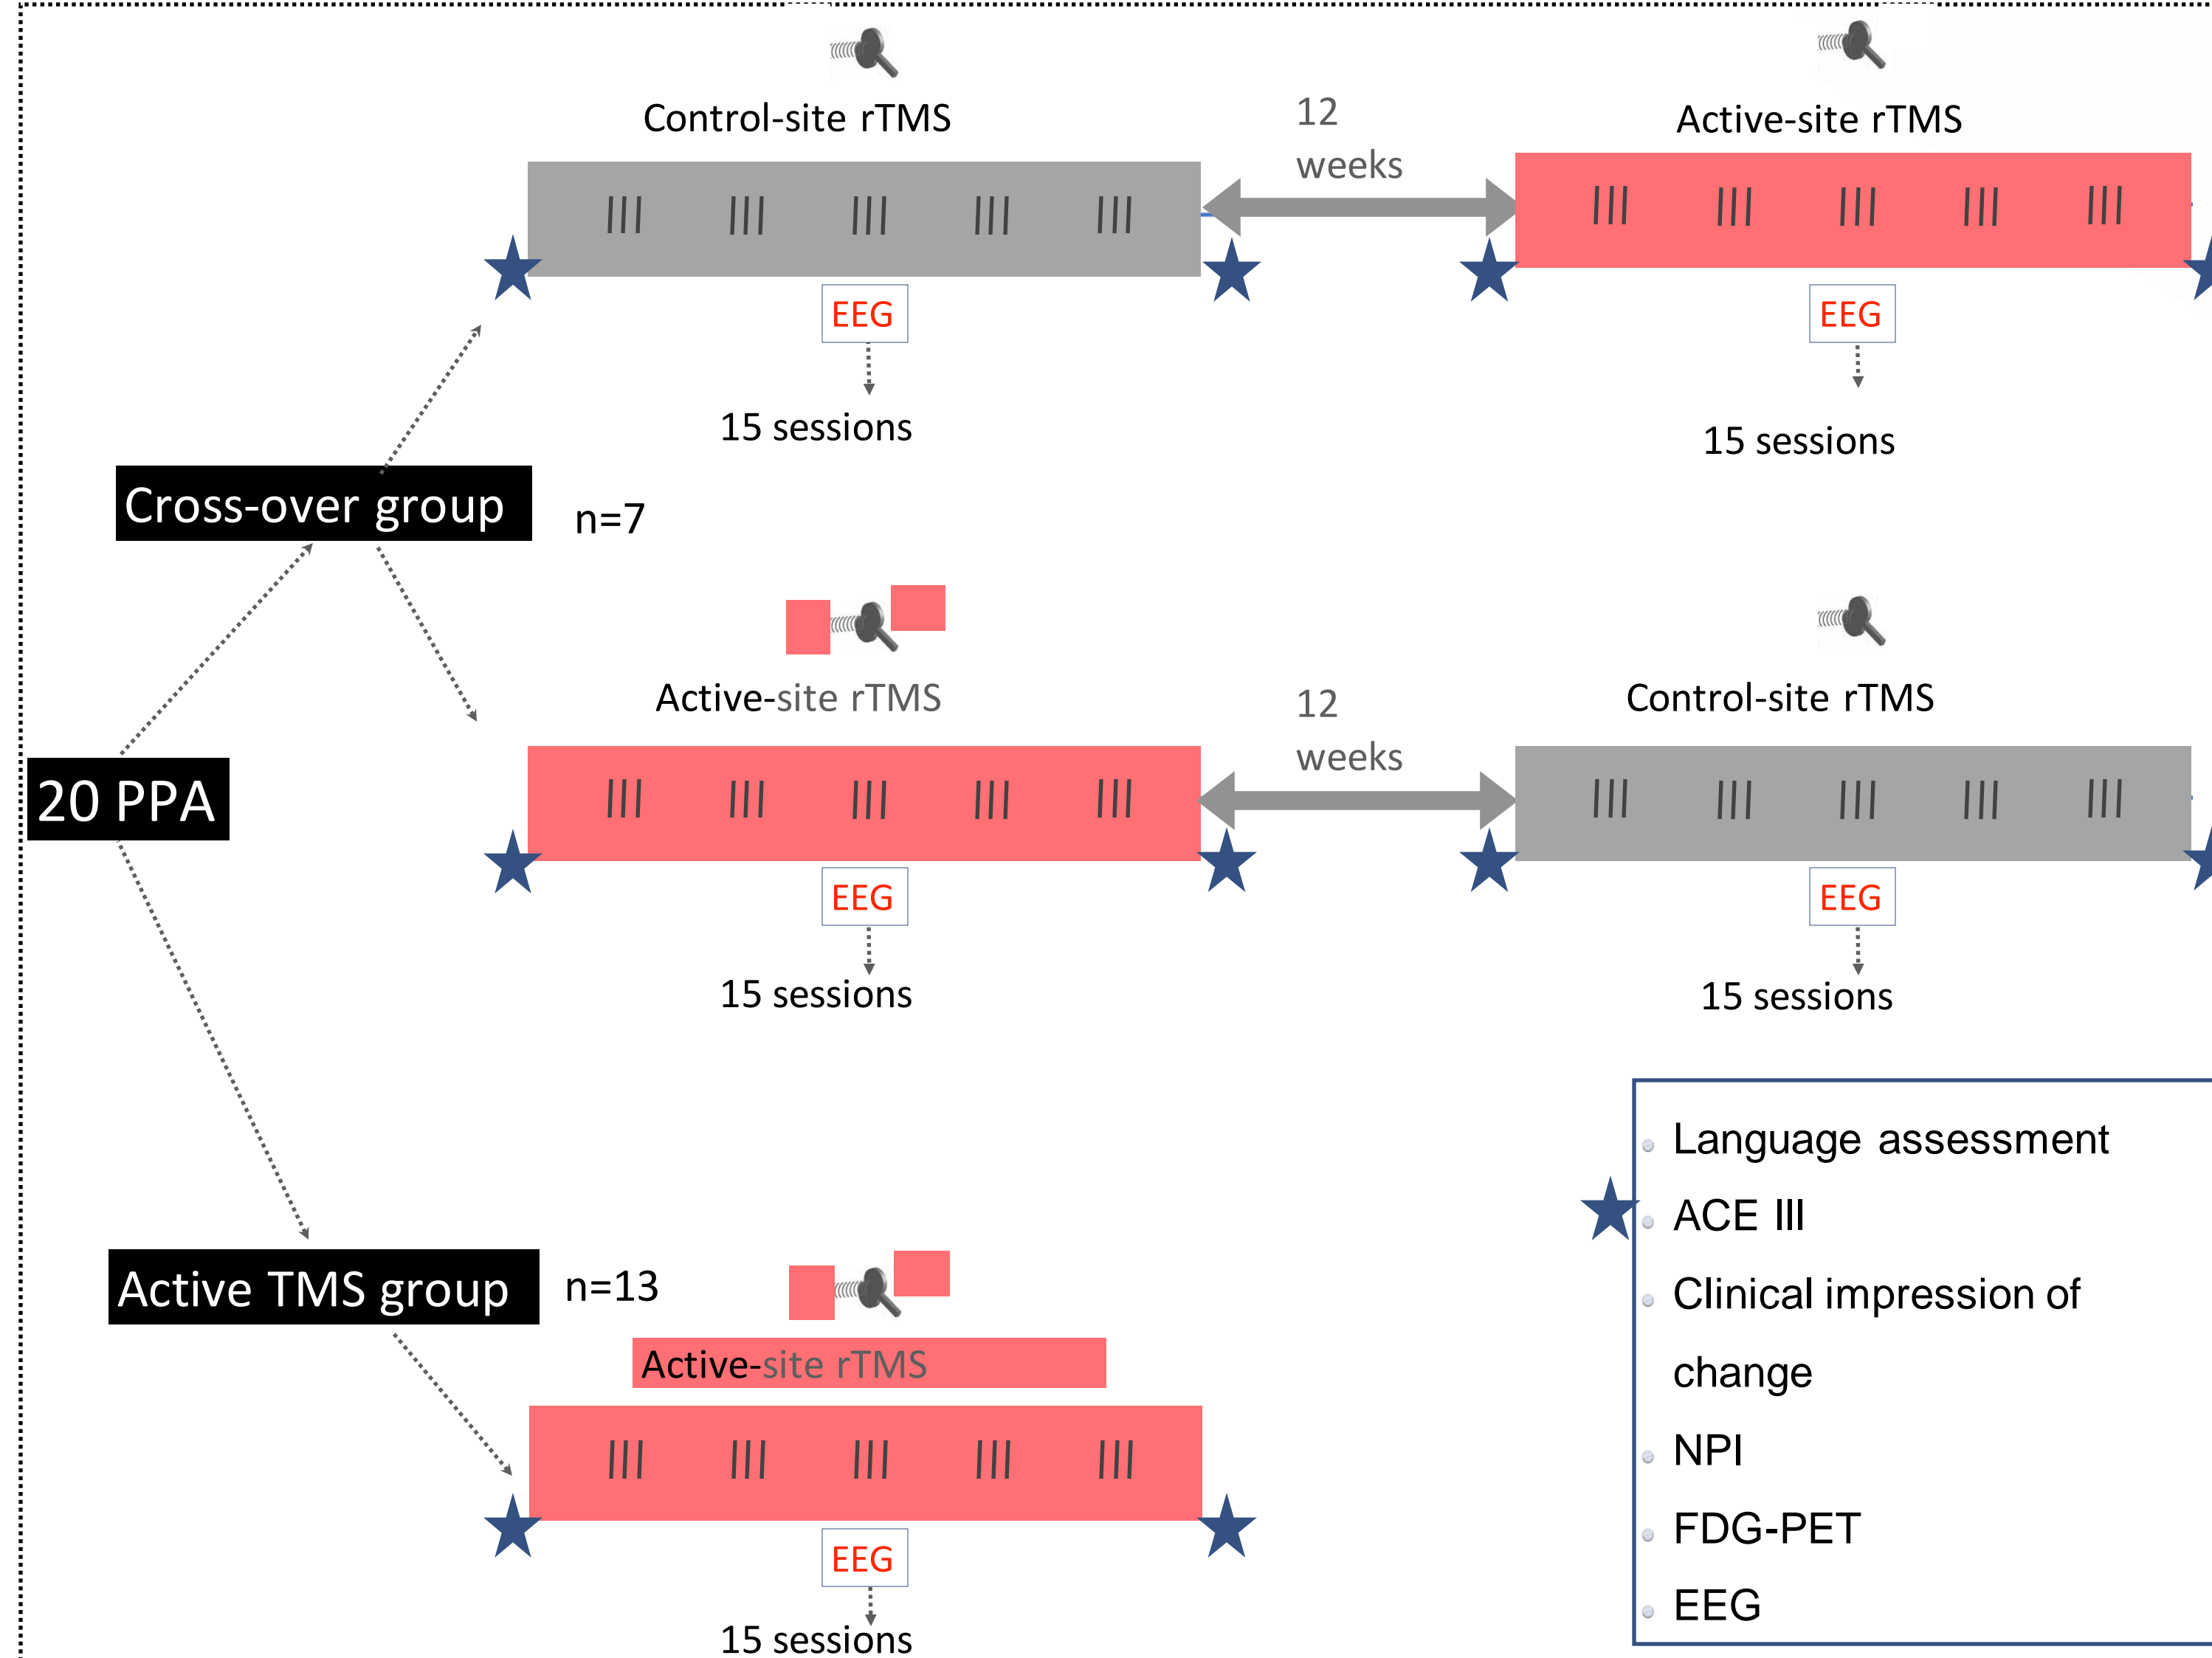 Control-site rTMS
12
weeks
Active-site rTMS
EEG
EEG
15 sessions
15 sessions
Cross-over group
n=7
Active-site rTMS
12
weeks
Control-site rTMS
20 PPA
EEG
EEG
15 sessions
15 sessions
Active TMS group
n=13
Active-site rTMS
EEG
15 sessions
Language assessment
ACE III
Clinical impression of
change
NPI
FDG-PET
EEG